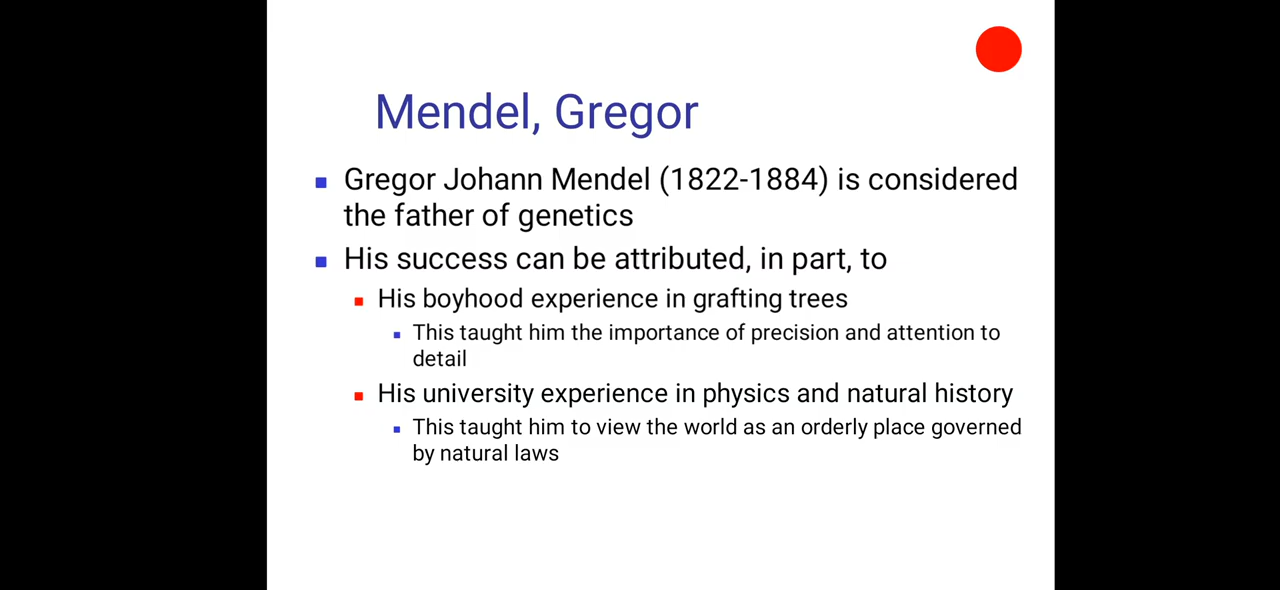 Mendel, Gregor
Gregor Johann Mendel (1822-1884) is considered
the father of genetics
His success can be attributed, in part, to
His boyhood experience in grafting trees
This taught him the importance of precision and attention to
detail
His university experience in physics and natural history
This taught him to view the world as an orderly place governed
by natural laws